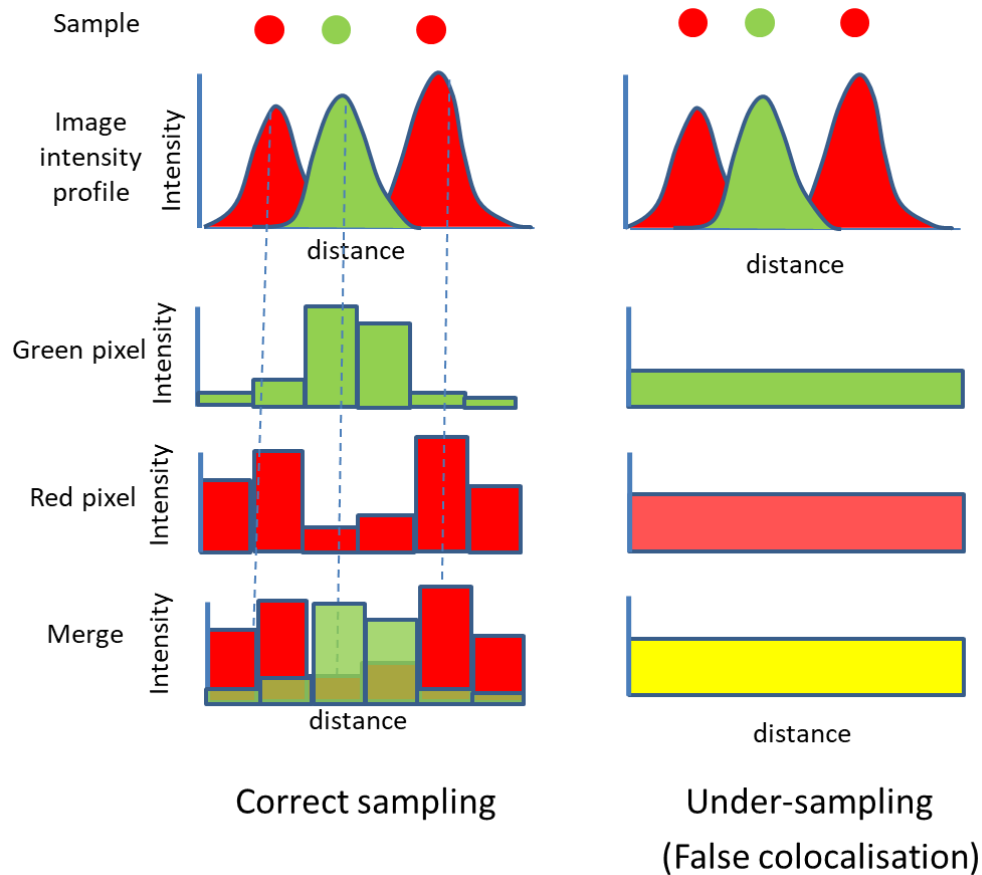 Sample
Image
intensity
profile
Intensity
distance
Intensity
distance
Green pixel
Intensity
Intensity
Red pixel
Intensity
Intensity
Merge
Intensity
distance
Intensity
distance
Correct sampling
Under-sampling
(False colocalisation)